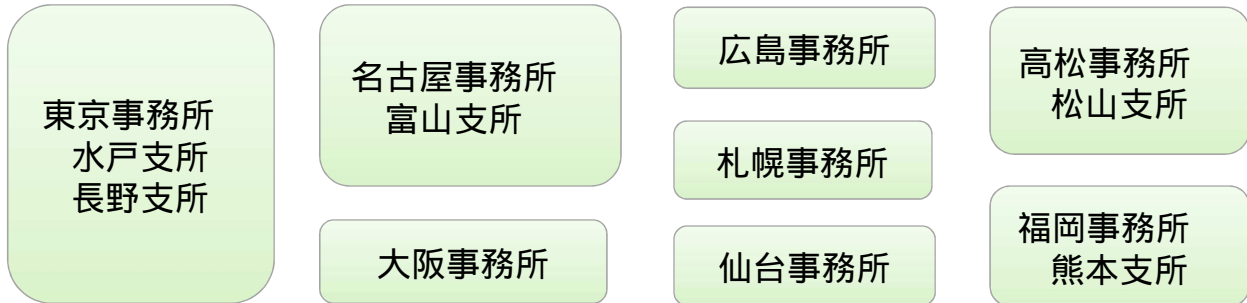 東京事務所
水戸支所
長野支所
名古屋事務所
富山支所
大阪事務所
広島事務所
札幌事務所
仙台事務所
高松事務所
松山支所
福岡事務所
熊本支所